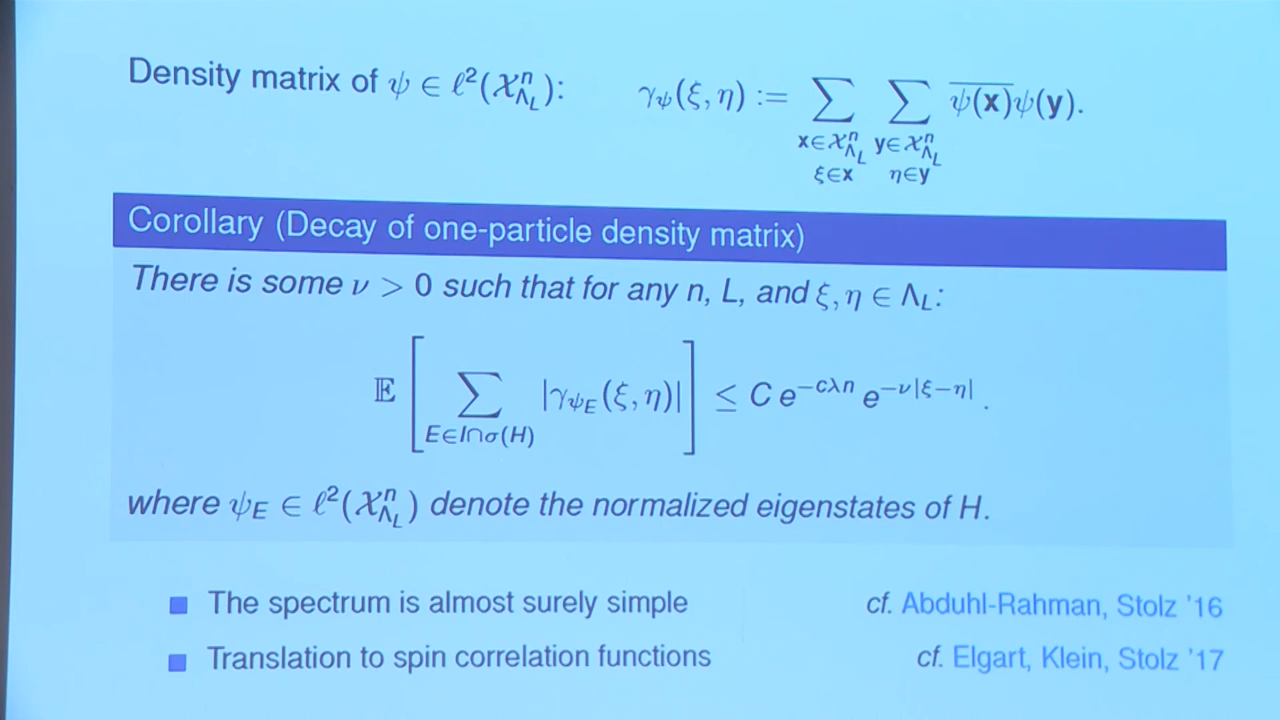 Density matrix of ψ ∈ ℓ²(𝒳ⁿ_{Λ_L}): γ_ψ(ξ, η) := ∑_{x∈𝒳ⁿ_{Λ_L}, ξ∈x} ∑_{y∈𝒳ⁿ_{Λ_L}, η∈y} \overline{ψ(x)}ψ(y).
Corollary (Decay of one-particle density matrix)
There is some ν > 0 such that for any n, L, and ξ, η ∈ Λ_L:
𝔼 [ ∑_{E∈I∩σ(H)} |γ_{ψ_E}(ξ, η)| ] ≤ C e^{−cλn} e^{−ν|ξ−η|} .
where ψ_E ∈ ℓ²(𝒳ⁿ_{Λ_L}) denote the normalized eigenstates of H.
■ The spectrum is almost surely simple cf. Abduhl-Rahman, Stolz '16
■ Translation to spin correlation functions cf. Elgart, Klein, Stolz '17